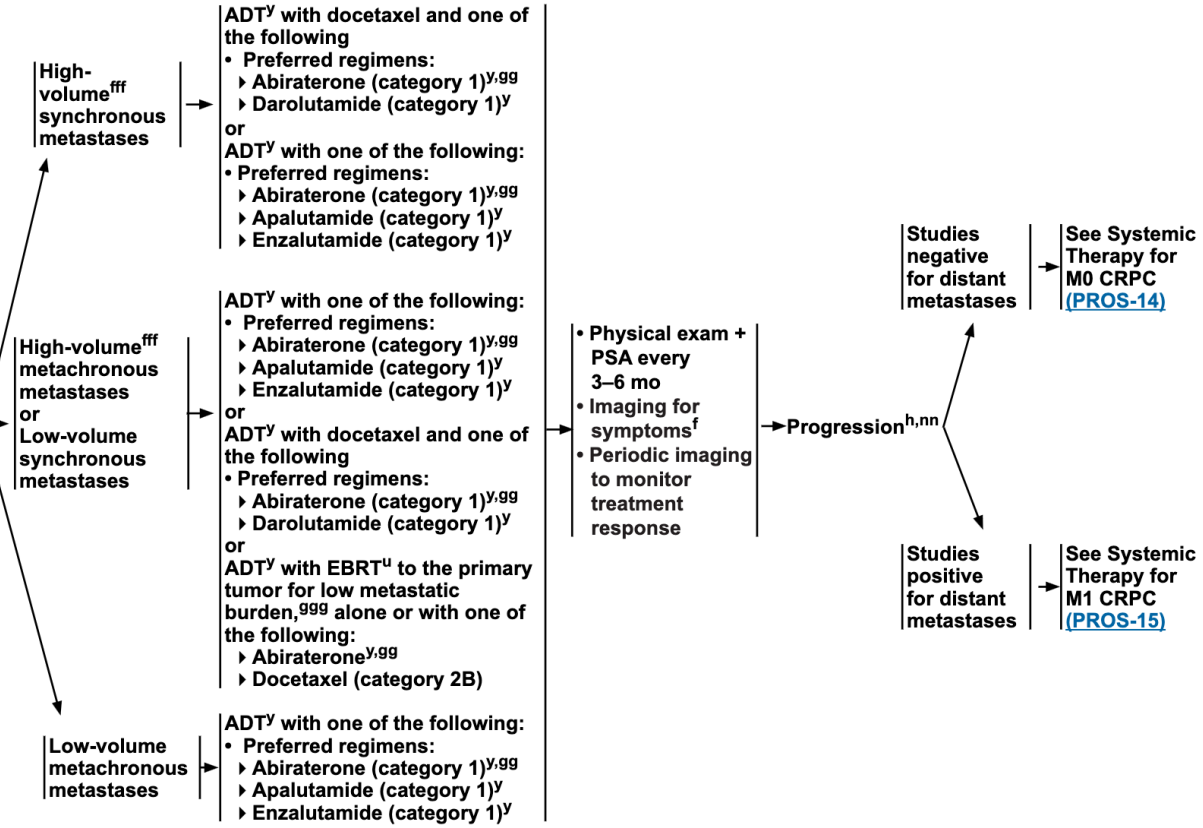 High-
volumefff
synchronous
metastases
ADTy with docetaxel and one of
the following
• Preferred regimens:
▸ Abiraterone (category 1)y,gg
▸ Darolutamide (category 1)y
or
ADTy with one of the following:
• Preferred regimens:
▸ Abiraterone (category 1)y,gg
▸ Apalutamide (category 1)y
▸ Enzalutamide (category 1)y
High-volumefff
metachronous
metastases
or
Low-volume
synchronous
metastases
ADTy with one of the following:
• Preferred regimens:
▸ Abiraterone (category 1)y,gg
▸ Apalutamide (category 1)y
▸ Enzalutamide (category 1)y
or
ADTy with docetaxel and one of
the following
• Preferred regimens:
▸ Abiraterone (category 1)y,gg
▸ Darolutamide (category 1)y
or
ADTy with EBRTu to the primary
tumor for low metastatic
burden,ggg alone or with one of
the following:
▸ Abirateroney,gg
▸ Docetaxel (category 2B)
Low-volume
metachronous
metastases
ADTy with one of the following:
• Preferred regimens:
▸ Abiraterone (category 1)y,gg
▸ Apalutamide (category 1)y
▸ Enzalutamide (category 1)y
• Physical exam +
PSA every
3–6 mo
• Imaging for
symptomsf
• Periodic imaging
to monitor
treatment
response
Progressionh,nn
Studies
negative
for distant
metastases
See Systemic
Therapy for
M0 CRPC
(PROS-14)
Studies
positive
for distant
metastases
See Systemic
Therapy for
M1 CRPC
(PROS-15)